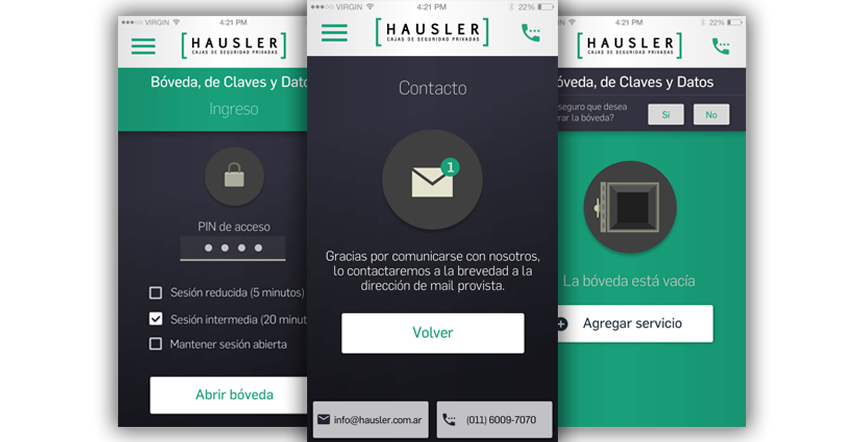 VIRGIN
4:21 PM
HAUSLER
CAJAS DE SEGURIDAD PRIVADAS
Bóveda, de Claves y Dato
Ingreso
PIN de acceso
Sesión reducida (5 minutos)
Sesión intermedia (20 minut
Mantener sesión abierta
Abrir bóveda
VIRGIN
4:21 PM
22%
HAUSLER
CAJAS DE SEGURIDAD PRIVADAS
Contacto
1
Gracias por comunicarse con nosotros,
lo contactaremos a la brevedad a la
dirección de mail provista.
Volver
info@hausler.com.ar
(011) 6009-7070
4:21 PM
22%
HAUSLER
CAJAS DE SEGURIDAD PRIVADAS
óveda, de Claves y Datos
seguro que desea
rar la bóveda?
Si
No
La bóveda está vacía
Agregar servicio